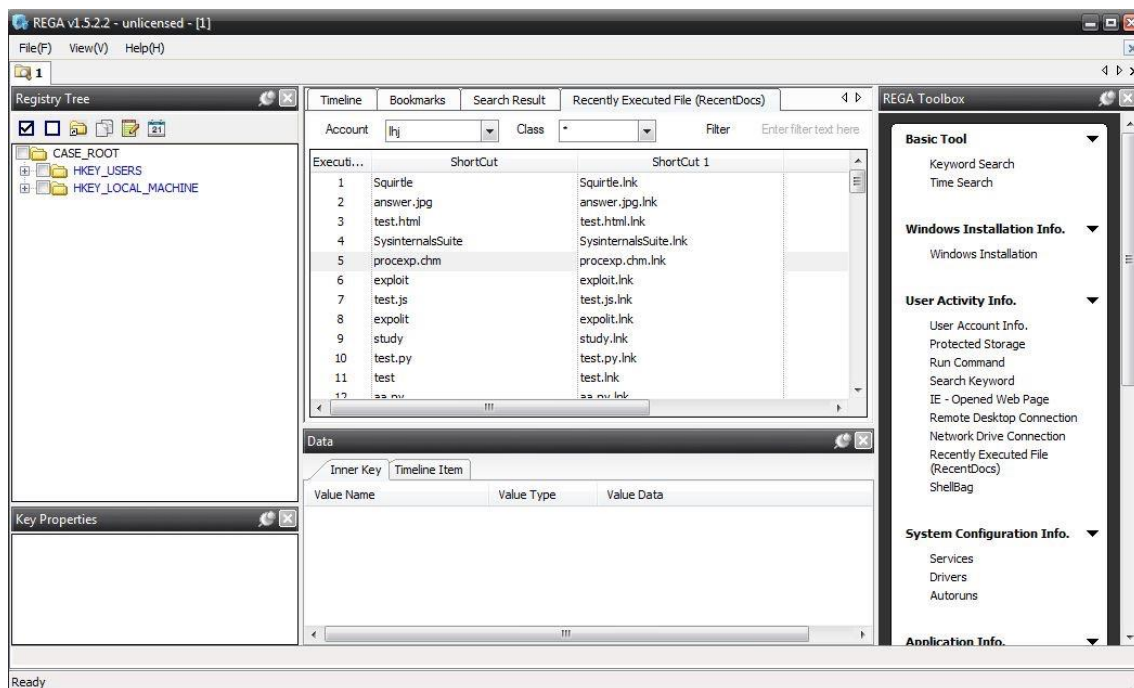 REGA v1.5.2.2 - unlicensed - [1]
File(F) View(V) Help(H)
1
Registry Tree
CASE_ROOT
HKEY_USERS
HKEY_LOCAL_MACHINE
Key Properties
Timeline Bookmarks Search Result Recently Executed File (RecentDocs)
Account lhj Class * Filter Enter filter text here
Executi... ShortCut ShortCut 1
1 Squirtle Squirtle.lnk
2 answer.jpg answer.jpg.lnk
3 test.html test.html.lnk
4 SysinternalsSuite SysinternalsSuite.lnk
5 procexp.chm procexp.chm.lnk
6 exploit exploit.lnk
7 test.js test.js.lnk
8 expolit expolit.lnk
9 study study.lnk
10 test.py test.py.lnk
11 test test.lnk
12 aa.py aa.py.lnk
Data
Inner Key Timeline Item
Value Name Value Type Value Data
REGA Toolbox
Basic Tool
Keyword Search
Time Search
Windows Installation Info.
Windows Installation
User Activity Info.
User Account Info.
Protected Storage
Run Command
Search Keyword
IE - Opened Web Page
Remote Desktop Connection
Network Drive Connection
Recently Executed File
(RecentDocs)
ShellBag
System Configuration Info.
Services
Drivers
Autoruns
Application Info.
Ready